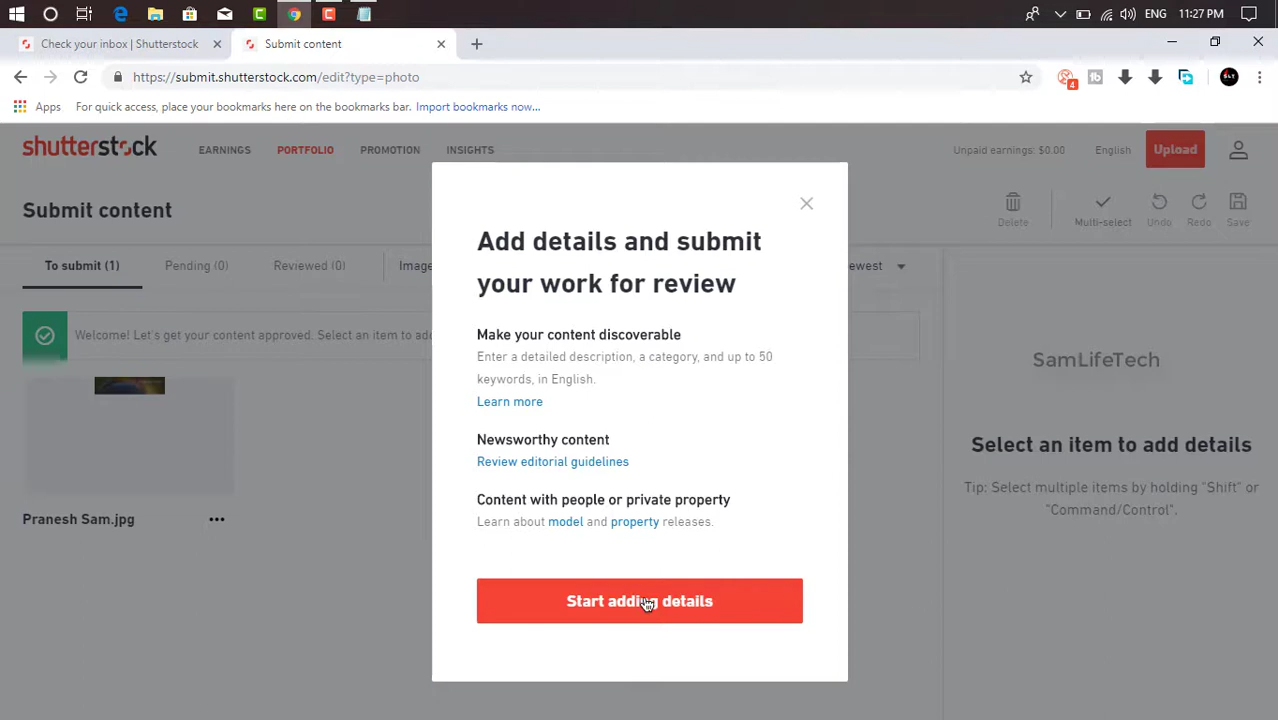 ENG 11:27 PM
Check your inbox | Shutterstock
Submit content
https://submit.shutterstock.com/edit?type=photo
4
SLT
Apps
For quick access, place your bookmarks here on the bookmarks bar. Import bookmarks now...
shutterstock
EARNINGS
PORTFOLIO
PROMOTION
INSIGHTS
Unpaid earnings: $0.00
English
Upload
Submit content
Delete
Multi-select
Undo
Redo
Save
To submit (1)
Pending (0)
Reviewed (0)
Image
ewest
Welcome! Let's get your content approved. Select an item to add
Pranesh Sam.jpg
Add details and submit
your work for review
Make your content discoverable
Enter a detailed description, a category, and up to 50
keywords, in English.
Learn more
Newsworthy content
Review editorial guidelines
Content with people or private property
Learn about model and property releases.
Start adding details
SamLifeTech
Select an item to add details
Tip: Select multiple items by holding "Shift" or
"Command/Control".